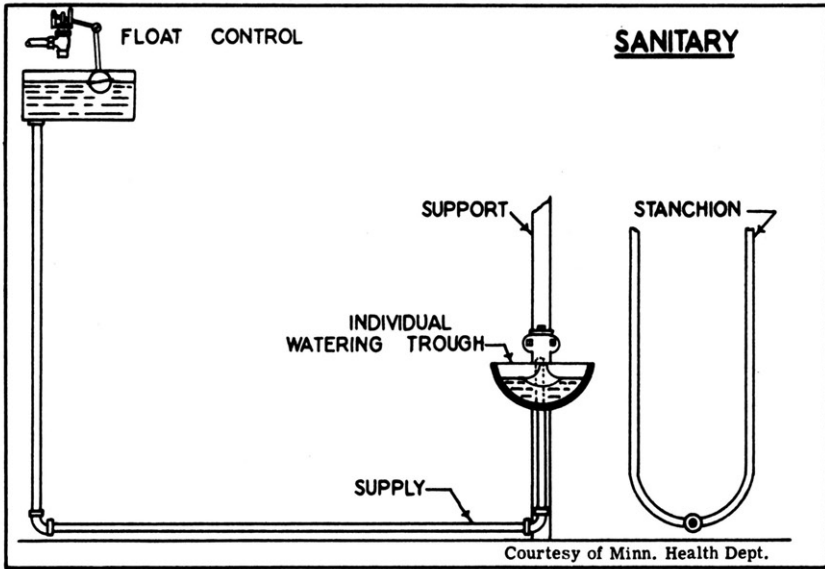 FLOAT CONTROL
SANITARY
SUPPORT
STANCHION
INDIVIDUAL
WATERING TROUGH
SUPPLY
Courtesy of Minn. Health Dept.